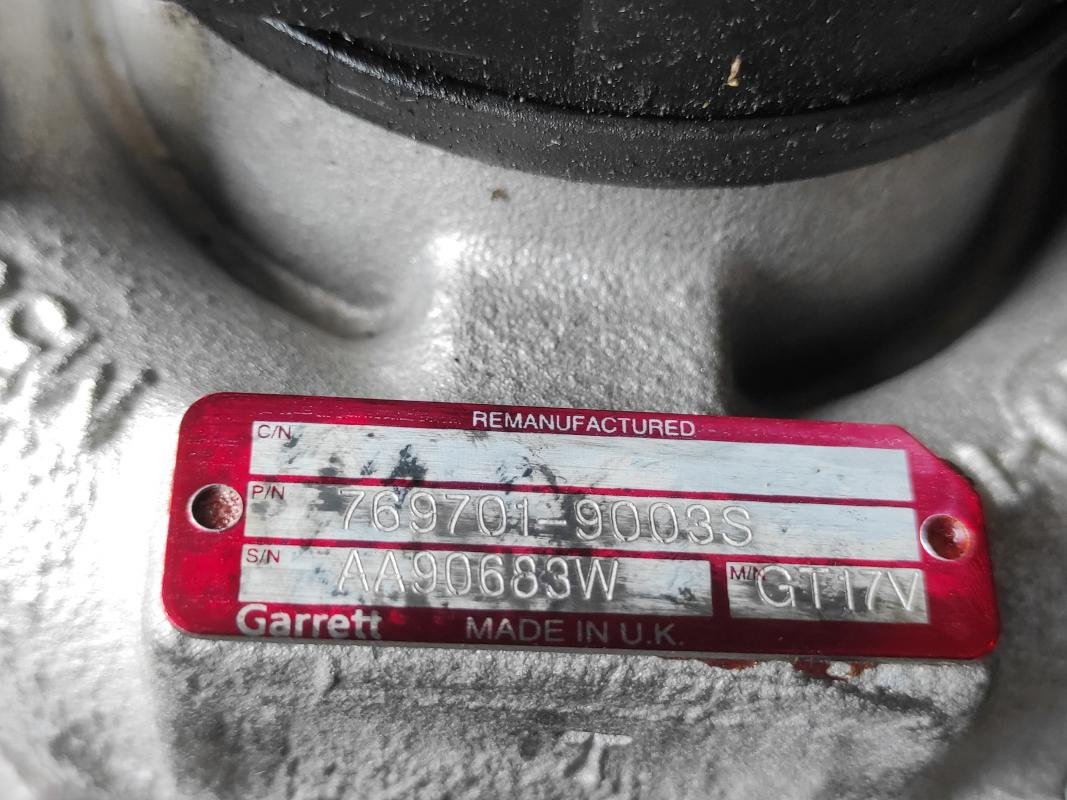 REMANUFACTURED
C/N
P/N 769701-9003S
S/N AA90683W M/N GT17V
Garrett MADE IN U.K.